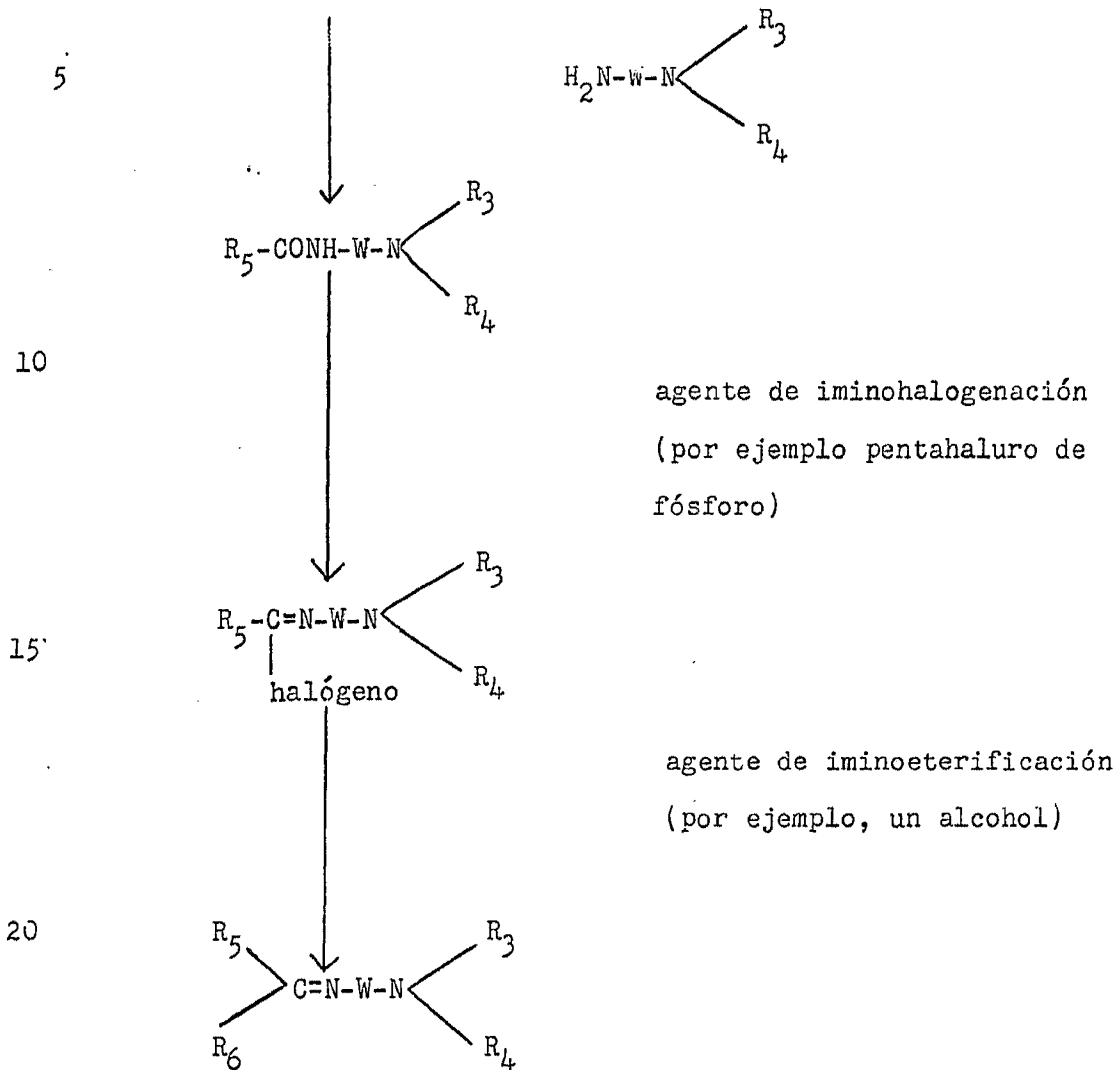 5
R3
H2N-W-N
R4
R3
R5-CONH-W-N
R4
10
agente de iminohalogenación
(por ejemplo pentahaluro de
fósforo)
R3
R5-C=N-W-N
15
R4
halógeno
agente de iminoeterificación
(por ejemplo, un alcohol)
20
R5
R3
C=N-W-N
R6
R4